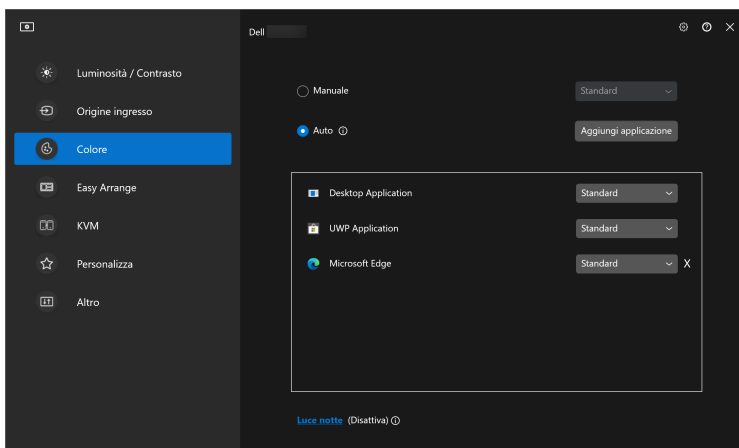 Dell
Luminosità / Contrasto
Origine ingresso
Colore
Easy Arrange
KVM
Personalizza
Altro
Manuale Standard
Auto Aggiungi applicazione
Desktop Application Standard
UWP Application Standard
Microsoft Edge Standard X
Luce notte (Disattiva)